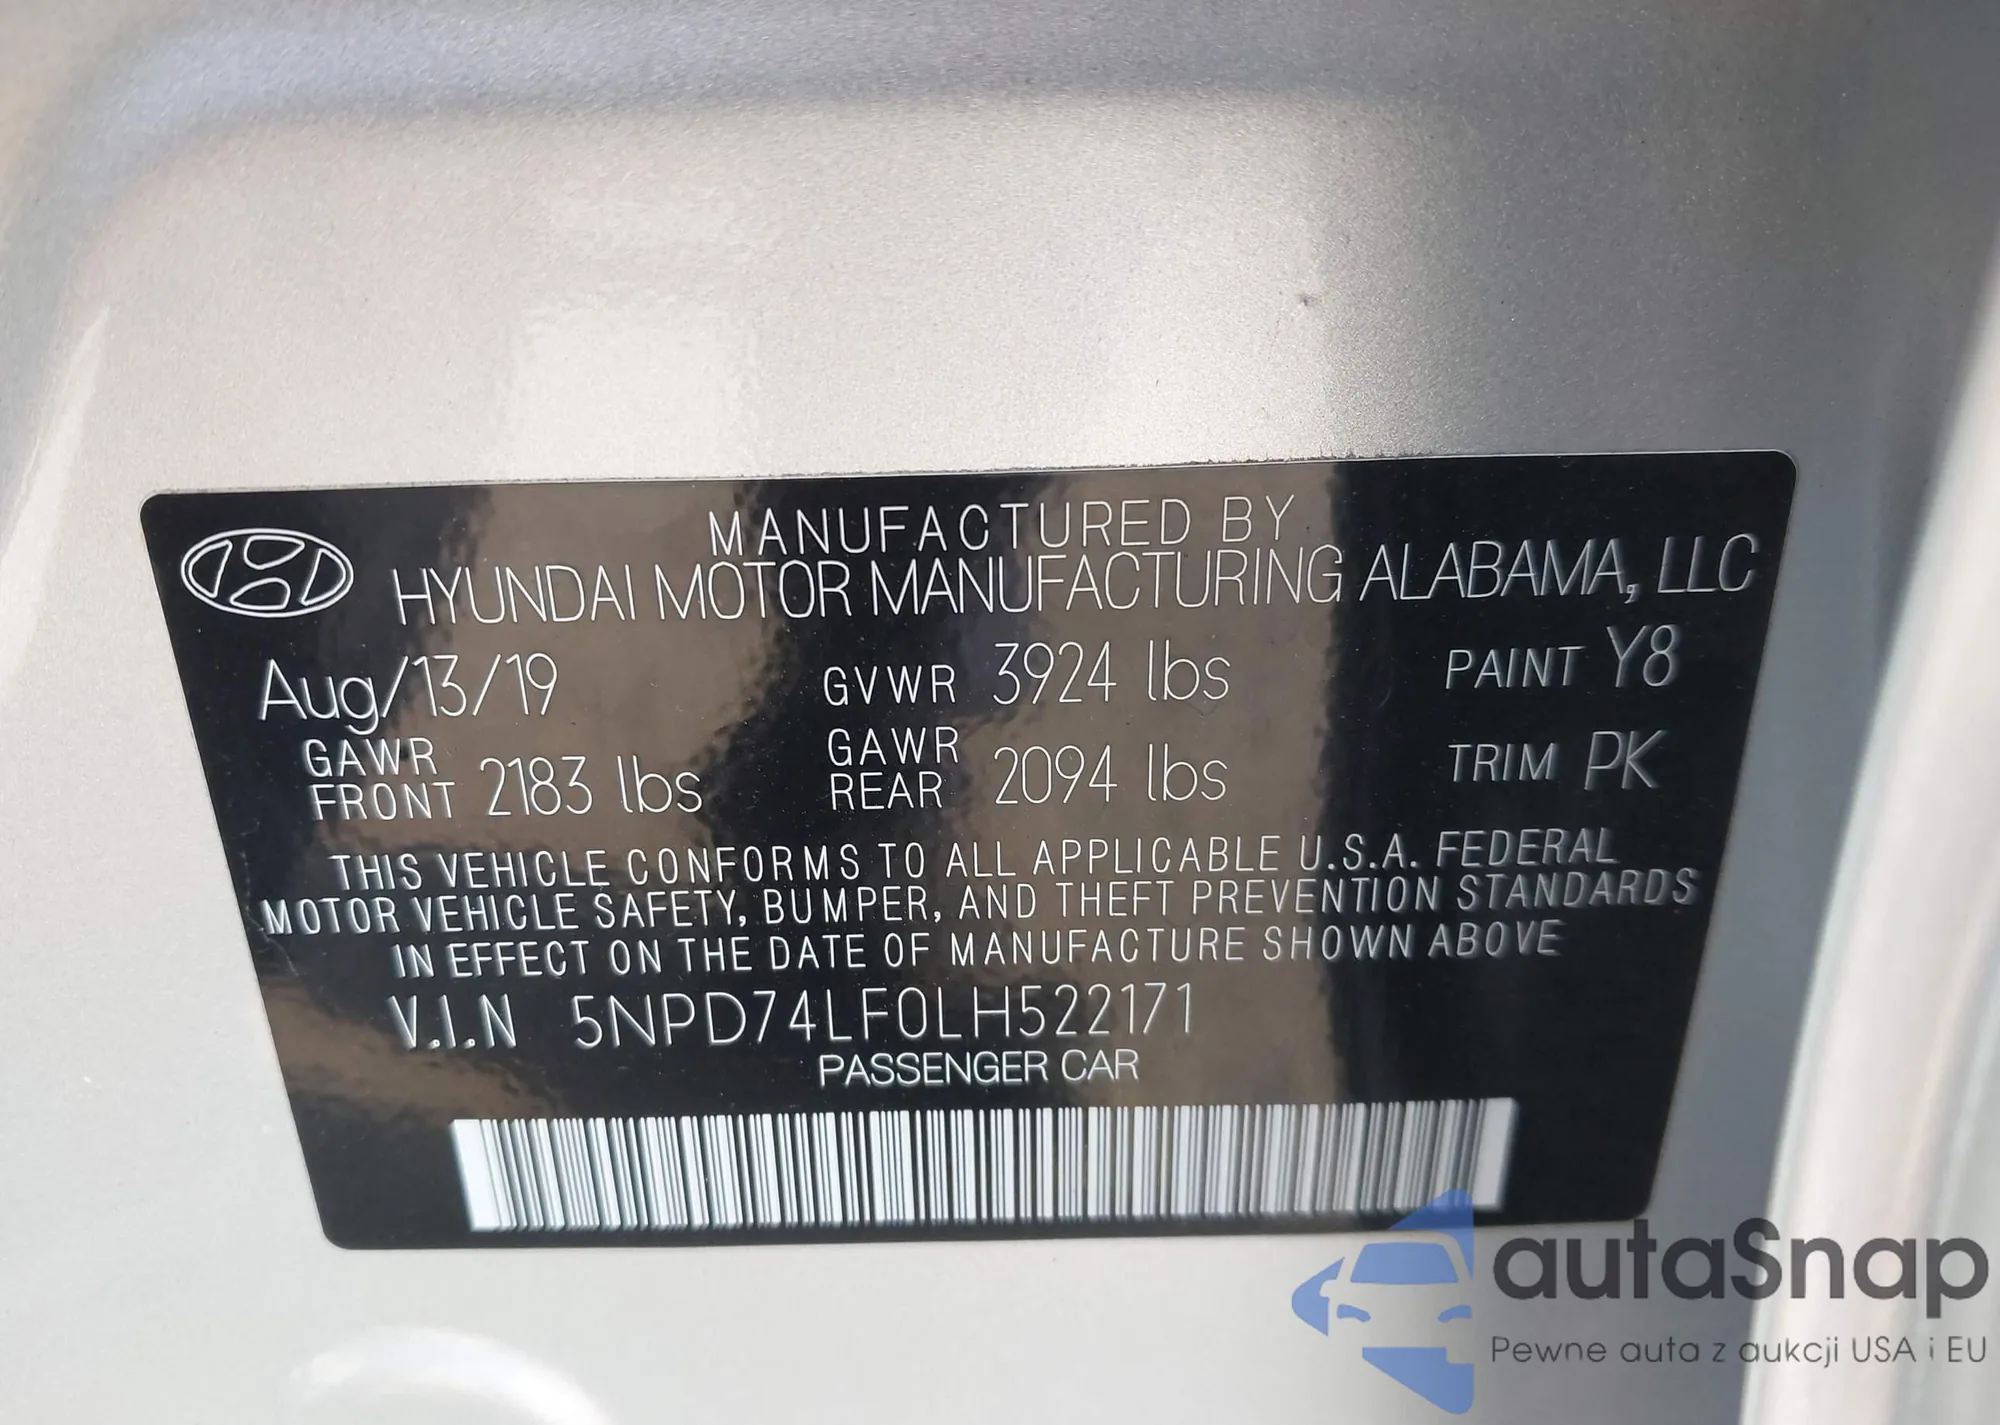 MANUFACTURED BY
HYUNDAI MOTOR MANUFACTURING ALABAMA, LLC
Aug/13/19 GVWR 3924 lbs PAINT Y8
GAWR FRONT 2183 lbs GAWR REAR 2094 lbs TRIM PK
THIS VEHICLE CONFORMS TO ALL APPLICABLE U.S.A. FEDERAL
MOTOR VEHICLE SAFETY, BUMPER, AND THEFT PREVENTION STANDARDS
IN EFFECT ON THE DATE OF MANUFACTURE SHOWN ABOVE
V.I.N 5NPD74LF0LH522171
PASSENGER CAR
autaSnap
Pewne auta z aukcji USA i EU